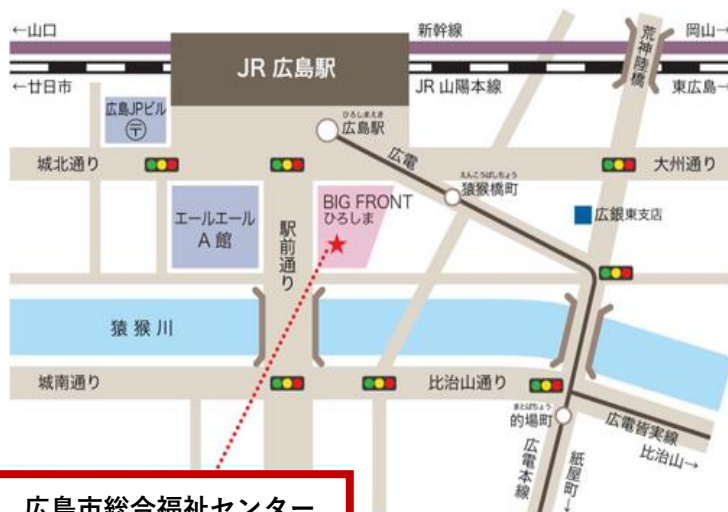 ←山口
新幹線
岡山→
荒神陸橋
JR 広島駅
←廿日市
JR 山陽本線
東広島→
広島JPビル
〒
ひろしまえき
広島駅
城北通り
広電
えんこうばしちょう
猿猴橋町
大州通り
エールエール
A 館
駅前通り
BIG FRONT
ひろしま
広銀東支店
猿 猴 川
城南通り
比治山通り
まとばちょう
的場町
広電皆実線
比治山→
広電本線
紙屋町→
広島市総合福祉センター